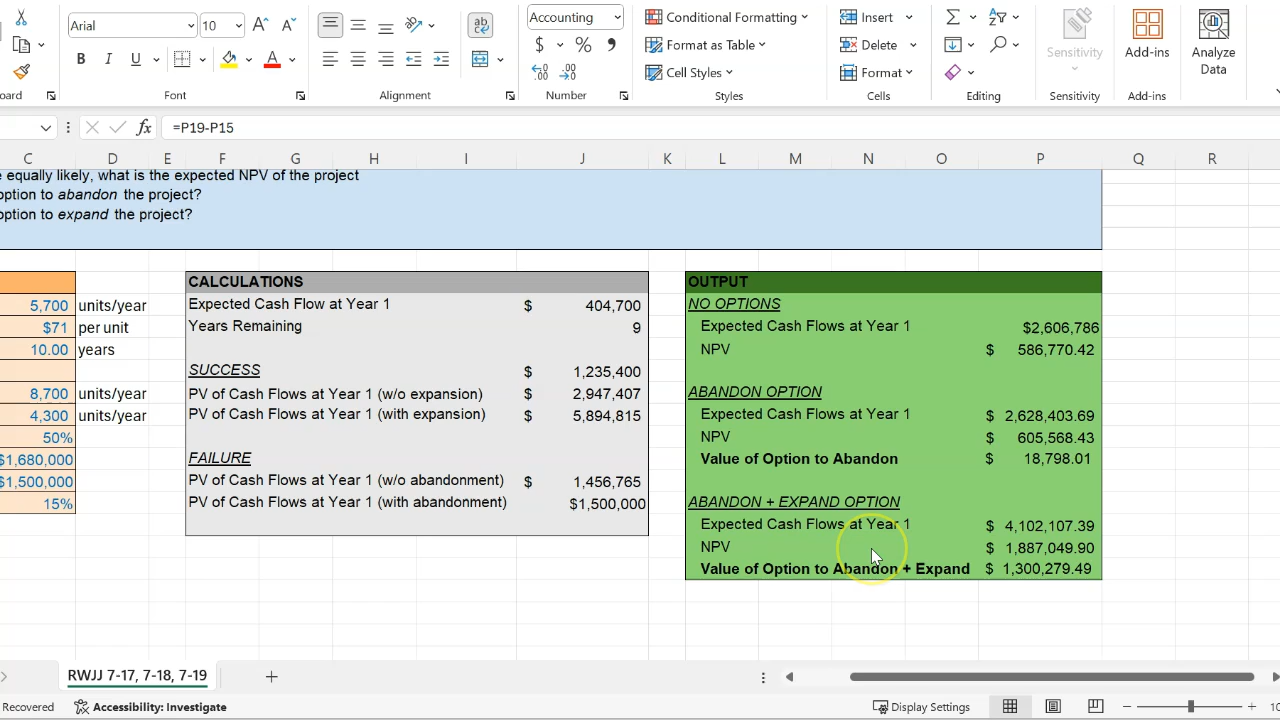 Arial 10 A^ Aˇ ab Accounting Conditional Formatting Insert Σ
B I U A $ % 9 Format as Table Delete Sensitivity Add-ins Analyze Data
Cell Styles Format
oard Font Alignment Number Styles Cells Editing Sensitivity Add-ins
fx =P19-P15
C D E F G H I J K L M N O P Q R
e equally likely, what is the expected NPV of the project
option to abandon the project?
option to expand the project?
CALCULATIONS OUTPUT
5,700 units/year Expected Cash Flow at Year 1 $ 404,700 NO OPTIONS
$71 per unit Years Remaining 9 Expected Cash Flows at Year 1 $2,606,786
10.00 years NPV $ 586,770.42
SUCCESS $ 1,235,400
8,700 units/year PV of Cash Flows at Year 1 (w/o expansion) $ 2,947,407 ABANDON OPTION
4,300 units/year PV of Cash Flows at Year 1 (with expansion) $ 5,894,815 Expected Cash Flows at Year 1 $ 2,628,403.69
50% NPV $ 605,568.43
$1,680,000 FAILURE Value of Option to Abandon $ 18,798.01
$1,500,000 PV of Cash Flows at Year 1 (w/o abandonment) $ 1,456,765
15% PV of Cash Flows at Year 1 (with abandonment) $1,500,000 ABANDON + EXPAND OPTION
Expected Cash Flows at Year 1 $ 4,102,107.39
NPV $ 1,887,049.90
Value of Option to Abandon + Expand $ 1,300,279.49
RWJJ 7-17, 7-18, 7-19 +
Recovered Accessibility: Investigate Display Settings − + 10